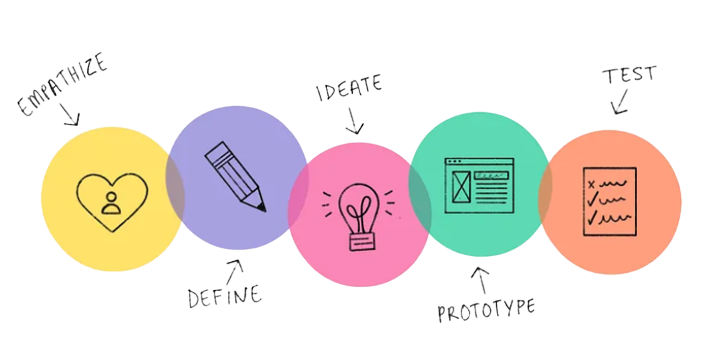 EMPATHIZE
DEFINE
IDEATE
PROTOTYPE
TEST